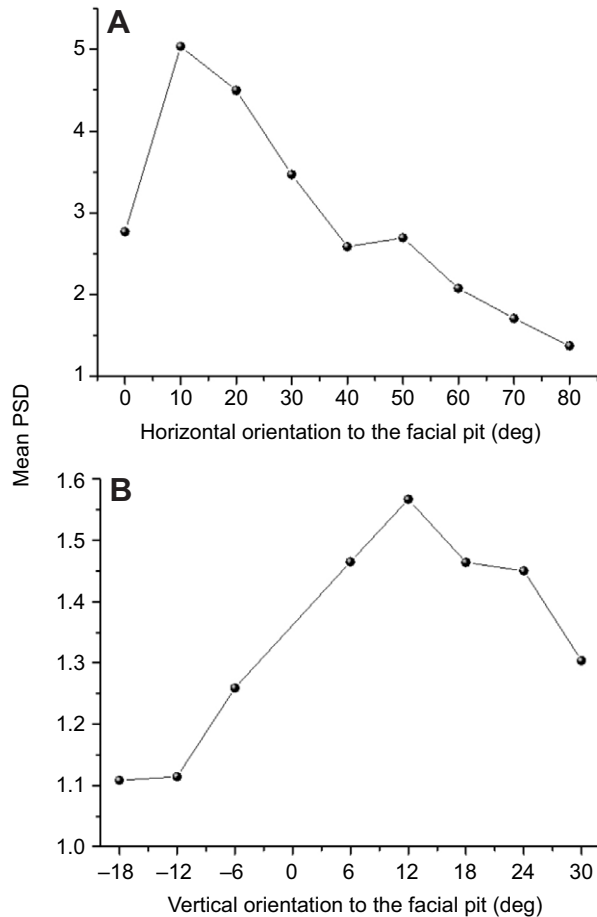 A
5
4
3
2
1
0 10 20 30 40 50 60 70 80
Horizontal orientation to the facial pit (deg)
Mean PSD
B
1.6
1.5
1.4
1.3
1.2
1.1
1.0
–18 –12 –6 0 6 12 18 24 30
Vertical orientation to the facial pit (deg)